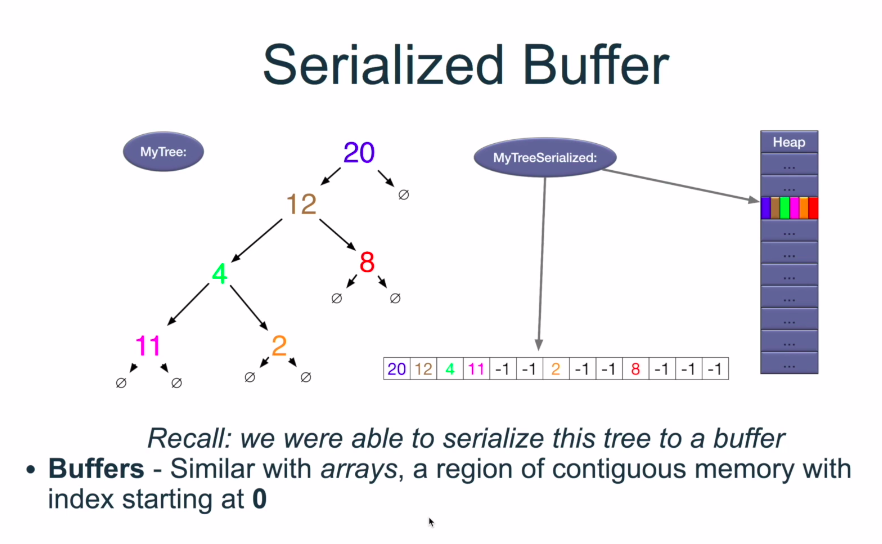 Serialized Buffer
MyTree:
20
∅
12
4
8
∅ ∅
11
2
∅ ∅ ∅ ∅
MyTreeSerialized:
20 12 4 11 -1 -1 2 -1 -1 8 -1 -1 -1
Heap
...
...
...
...
...
...
...
...
...
Recall: we were able to serialize this tree to a buffer
• Buffers - Similar with arrays, a region of contiguous memory with
index starting at 0